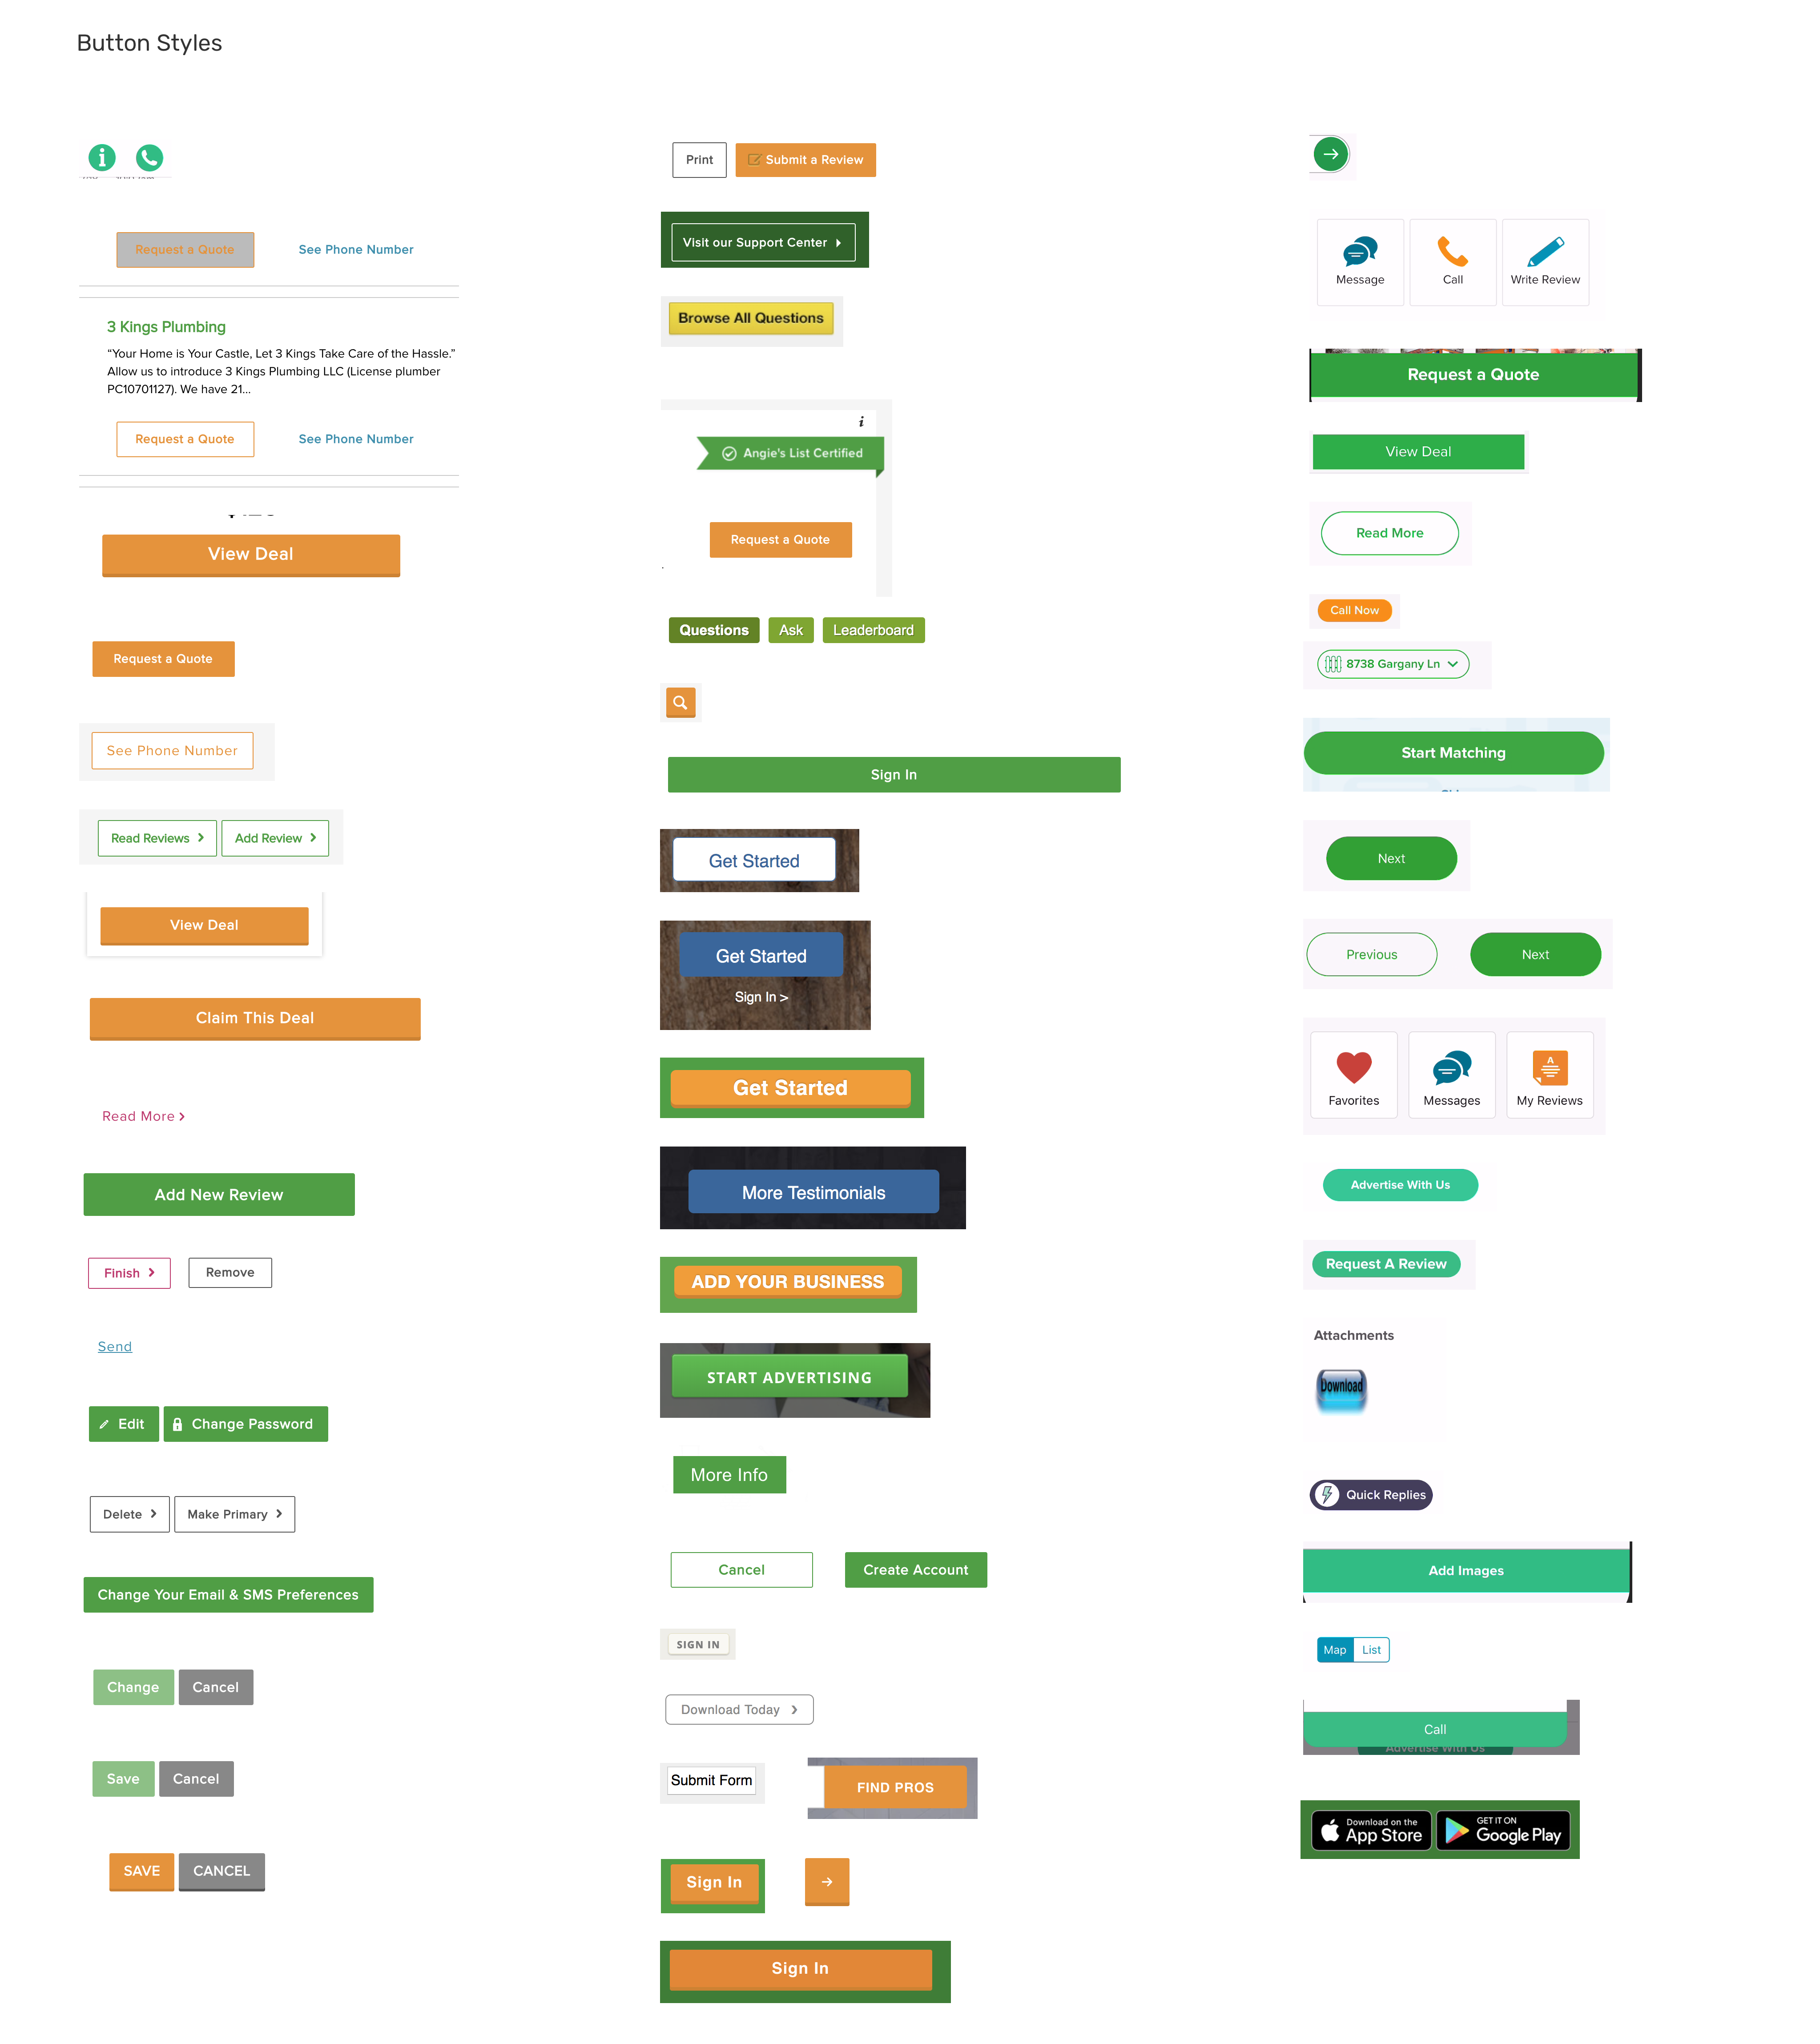 Button Styles
Request a Quote
See Phone Number
3 Kings Plumbing
“Your Home is Your Castle, Let 3 Kings Take Care of the Hassle.”
Allow us to introduce 3 Kings Plumbing LLC (License plumber
PC10701127). We have 21...
Request a Quote
See Phone Number
View Deal
Request a Quote
See Phone Number
Read Reviews
Add Review
View Deal
Claim This Deal
Read More
Add New Review
Finish
Remove
Send
Edit
Change Password
Delete
Make Primary
Change Your Email & SMS Preferences
Change
Cancel
Save
Cancel
SAVE
CANCEL
Print
Submit a Review
Visit our Support Center
Browse All Questions
i
Angie's List Certified
Request a Quote
Questions
Ask
Leaderboard
Sign In
Get Started
Get Started
Sign In >
Get Started
More Testimonials
ADD YOUR BUSINESS
START ADVERTISING
More Info
Cancel
Create Account
SIGN IN
Download Today
Submit Form
FIND PROS
Sign In
Sign In
Message
Call
Write Review
Request a Quote
View Deal
Read More
Call Now
8738 Gargany Ln
Start Matching
Next
Previous
Next
Favorites
Messages
A
My Reviews
Advertise With Us
Request A Review
Attachments
Download
Quick Replies
Add Images
Map
List
Call
Advertise With Us
Download on the
App Store
GET IT ON
Google Play